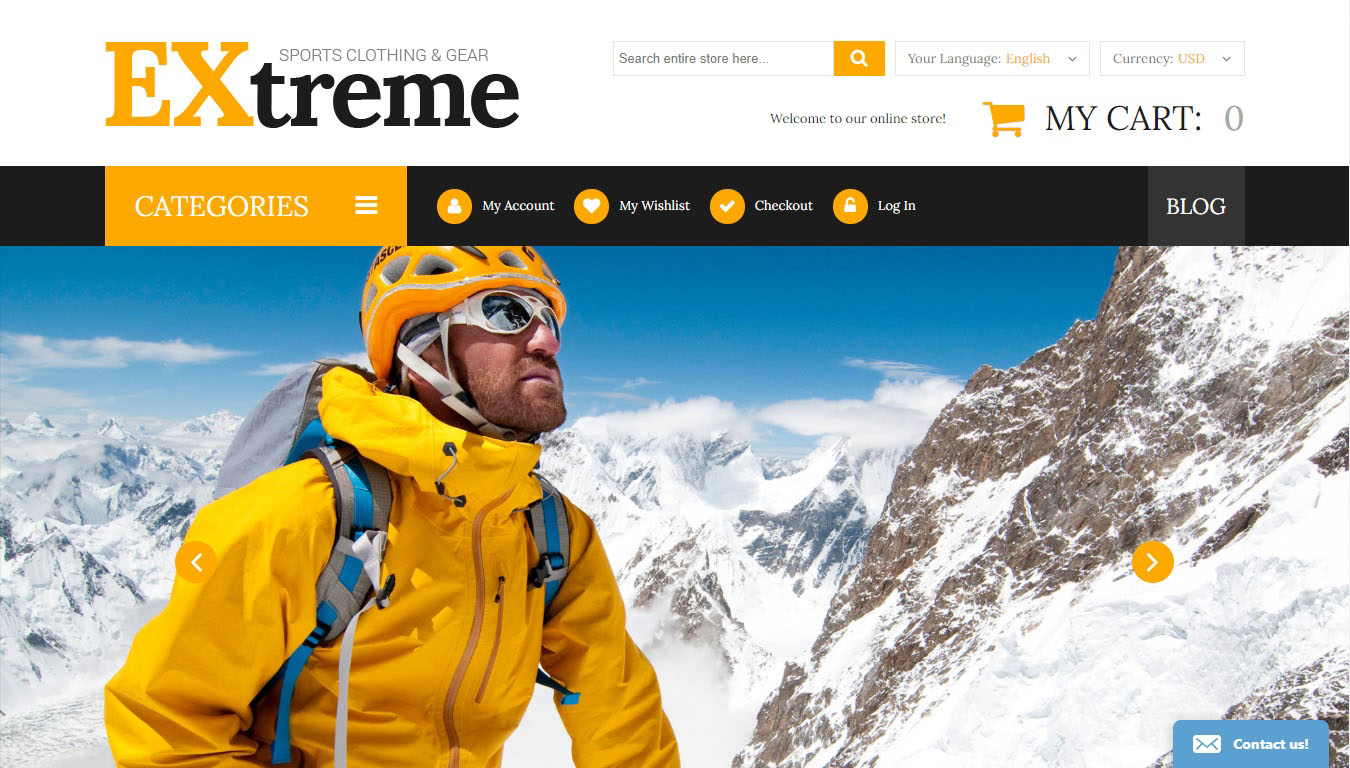 SPORTS CLOTHING & GEAR
EXtreme
Search entire store here...
Your Language: English
Currency: USD
Welcome to our online store!
MY CART: 0
CATEGORIES
My Account
My Wishlist
Checkout
Log In
BLOG
Contact us!